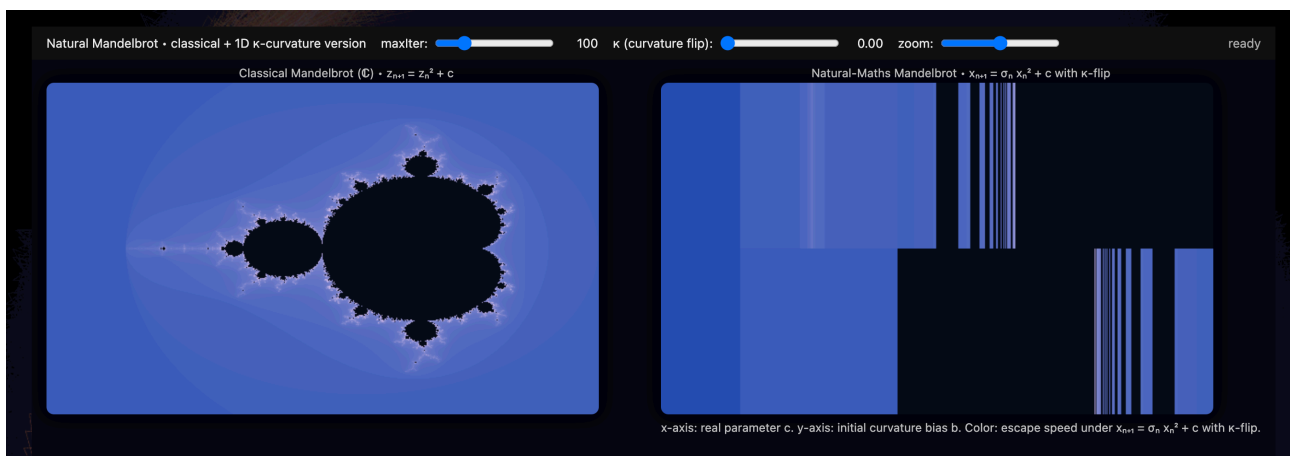 Natural Mandelbrot • classical + 1D κ-curvature version maxIter: 100 κ (curvature flip): 0.00 zoom: ready
Classical Mandelbrot (ℂ) • zₙ₊₁ = zₙ² + c
Natural-Maths Mandelbrot • xₙ₊₁ = σₙ xₙ² + c with κ-flip
x-axis: real parameter c. y-axis: initial curvature bias b. Color: escape speed under xₙ₊₁ = σₙ xₙ² + c with κ-flip.